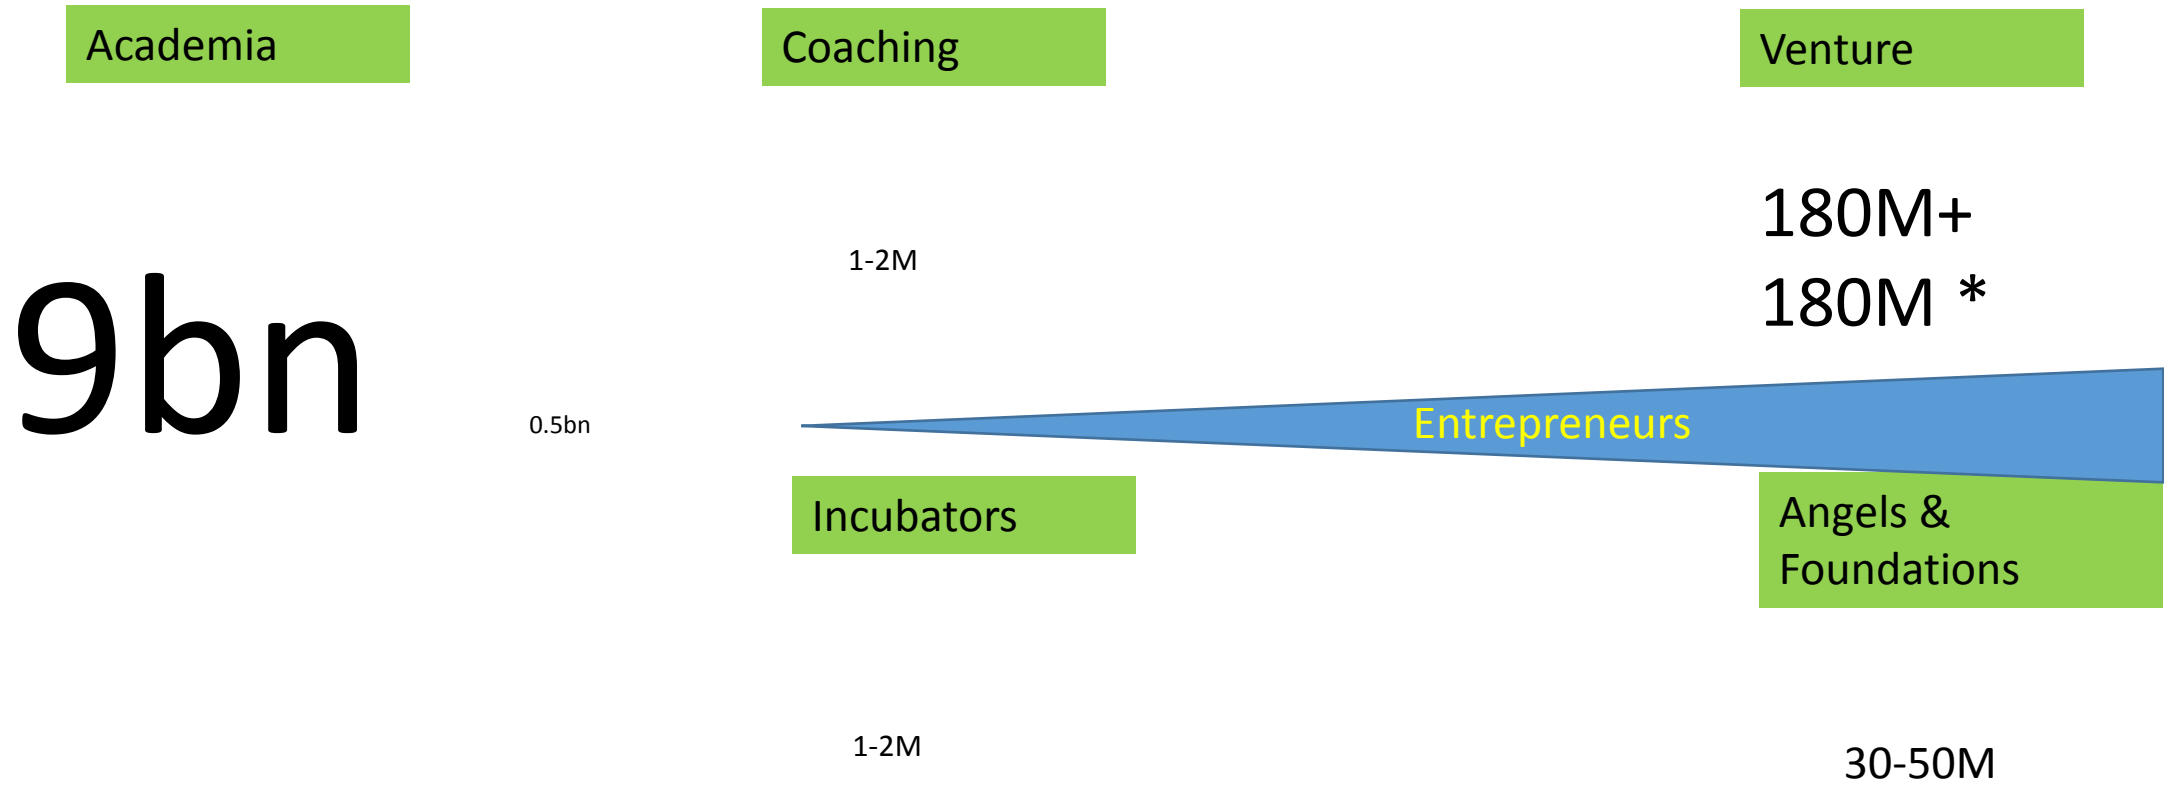 Academia
Coaching
Venture
180M+
180M *
1-2M
9bn
0.5bn
Entrepreneurs
Incubators
Angels &
Foundations
1-2M
30-50M